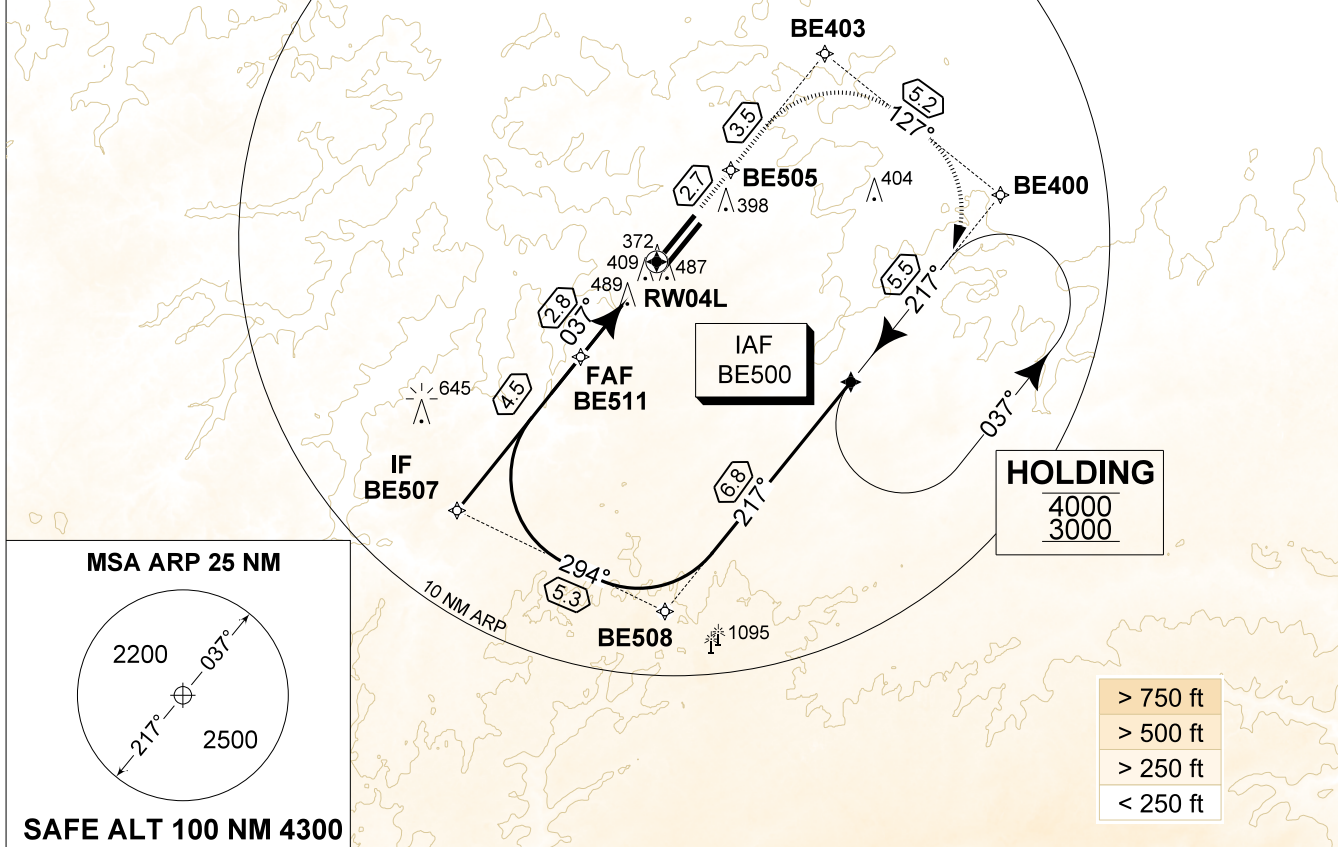 BE403
5.2
127°
3.5
BE505
2.7
404
BE400
398
372
409
487
489
RW04L
5.5
217°
2.8
037°
IAF
BE500
FAF
BE511
4.5
645
037°
IF
BE507
6.8
217°
HOLDING
4000
3000
294°
5.3
10 NM ARP
BE508
1095
MSA ARP 25 NM
2200
037°
217°
2500
SAFE ALT 100 NM 4300
> 750 ft
> 500 ft
> 250 ft
< 250 ft